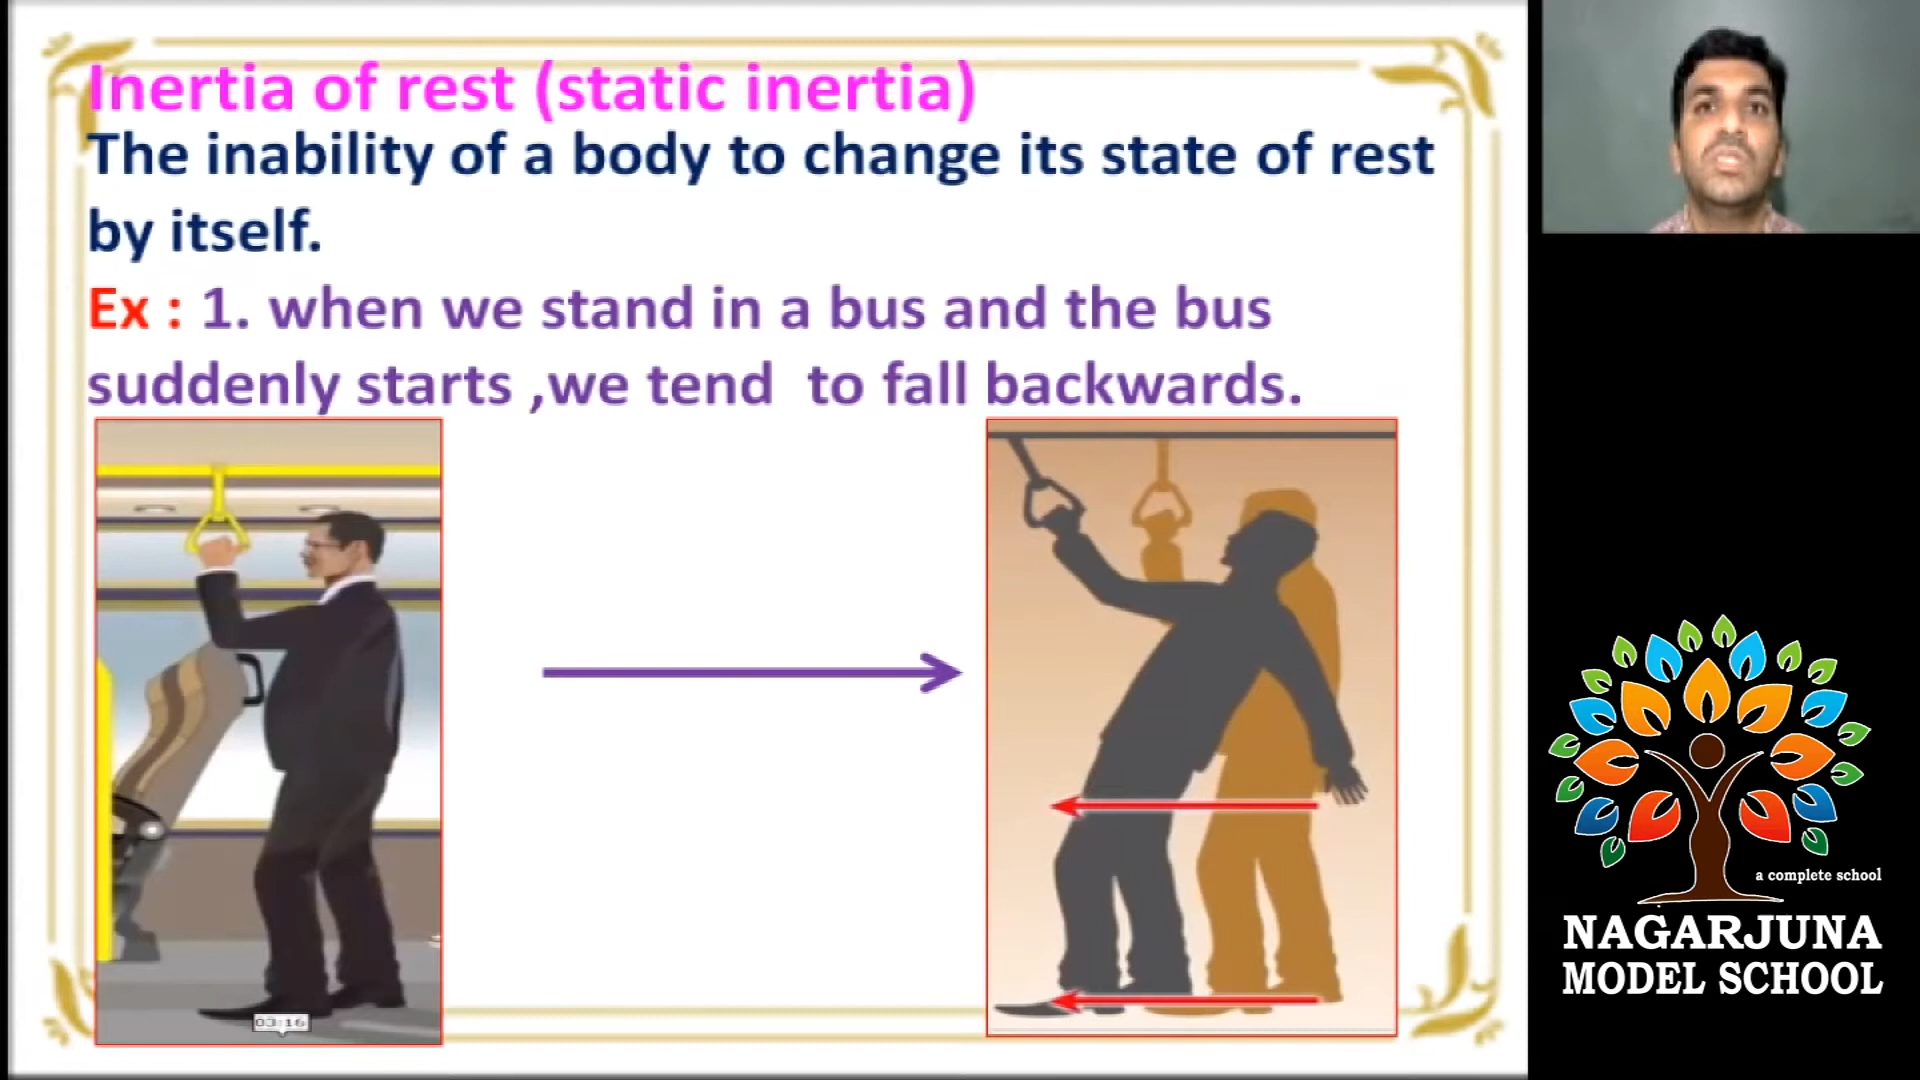 Inertia of rest (static inertia)
The inability of a body to change its state of rest
by itself.
Ex : 1. when we stand in a bus and the bus
suddenly starts ,we tend  to fall backwards.
03:16
a complete school
NAGARJUNA
MODEL SCHOOL